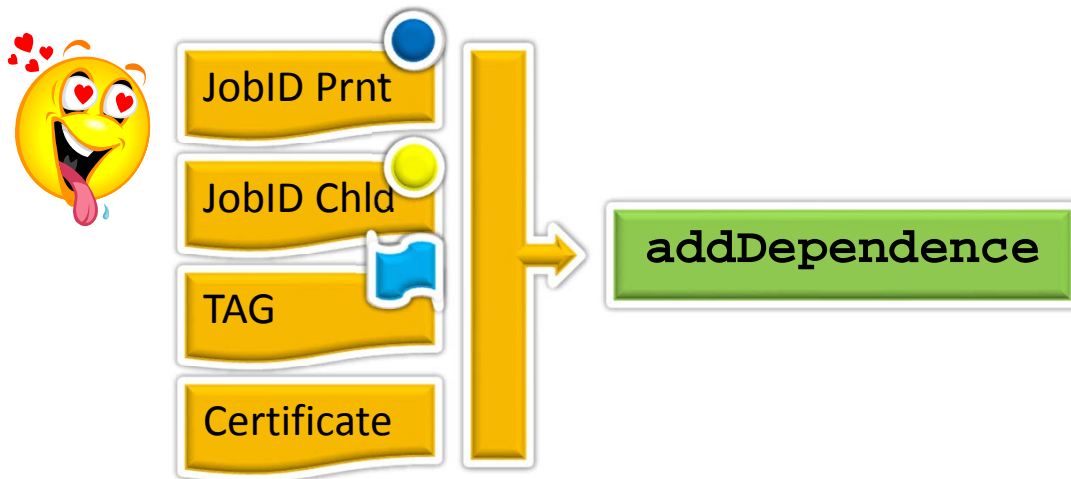 JobID Prnt
JobID Chld
TAG
Certificate
addDependence